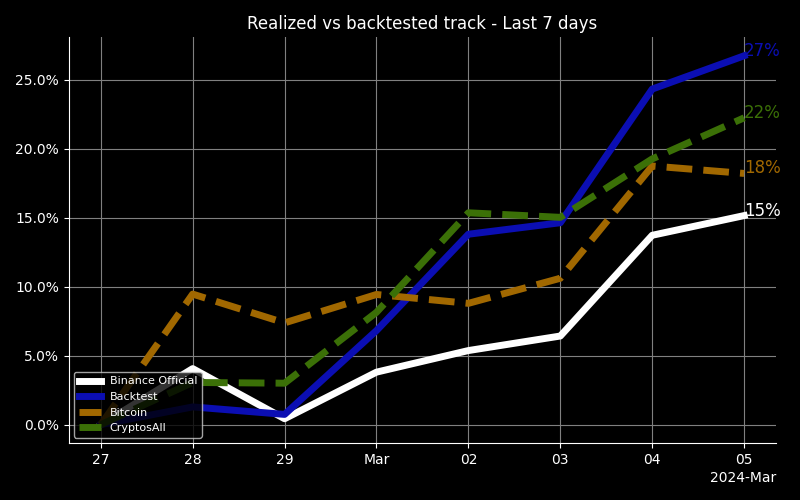 Realized vs backtested track - Last 7 days
27%
25.0%
22%
20.0%
18%
15.0%
15%
10.0%
5.0%
0.0%
Binance Official
Backtest
Bitcoin
CryptosAll
27 28 29 Mar 02 03 04 05
2024-Mar